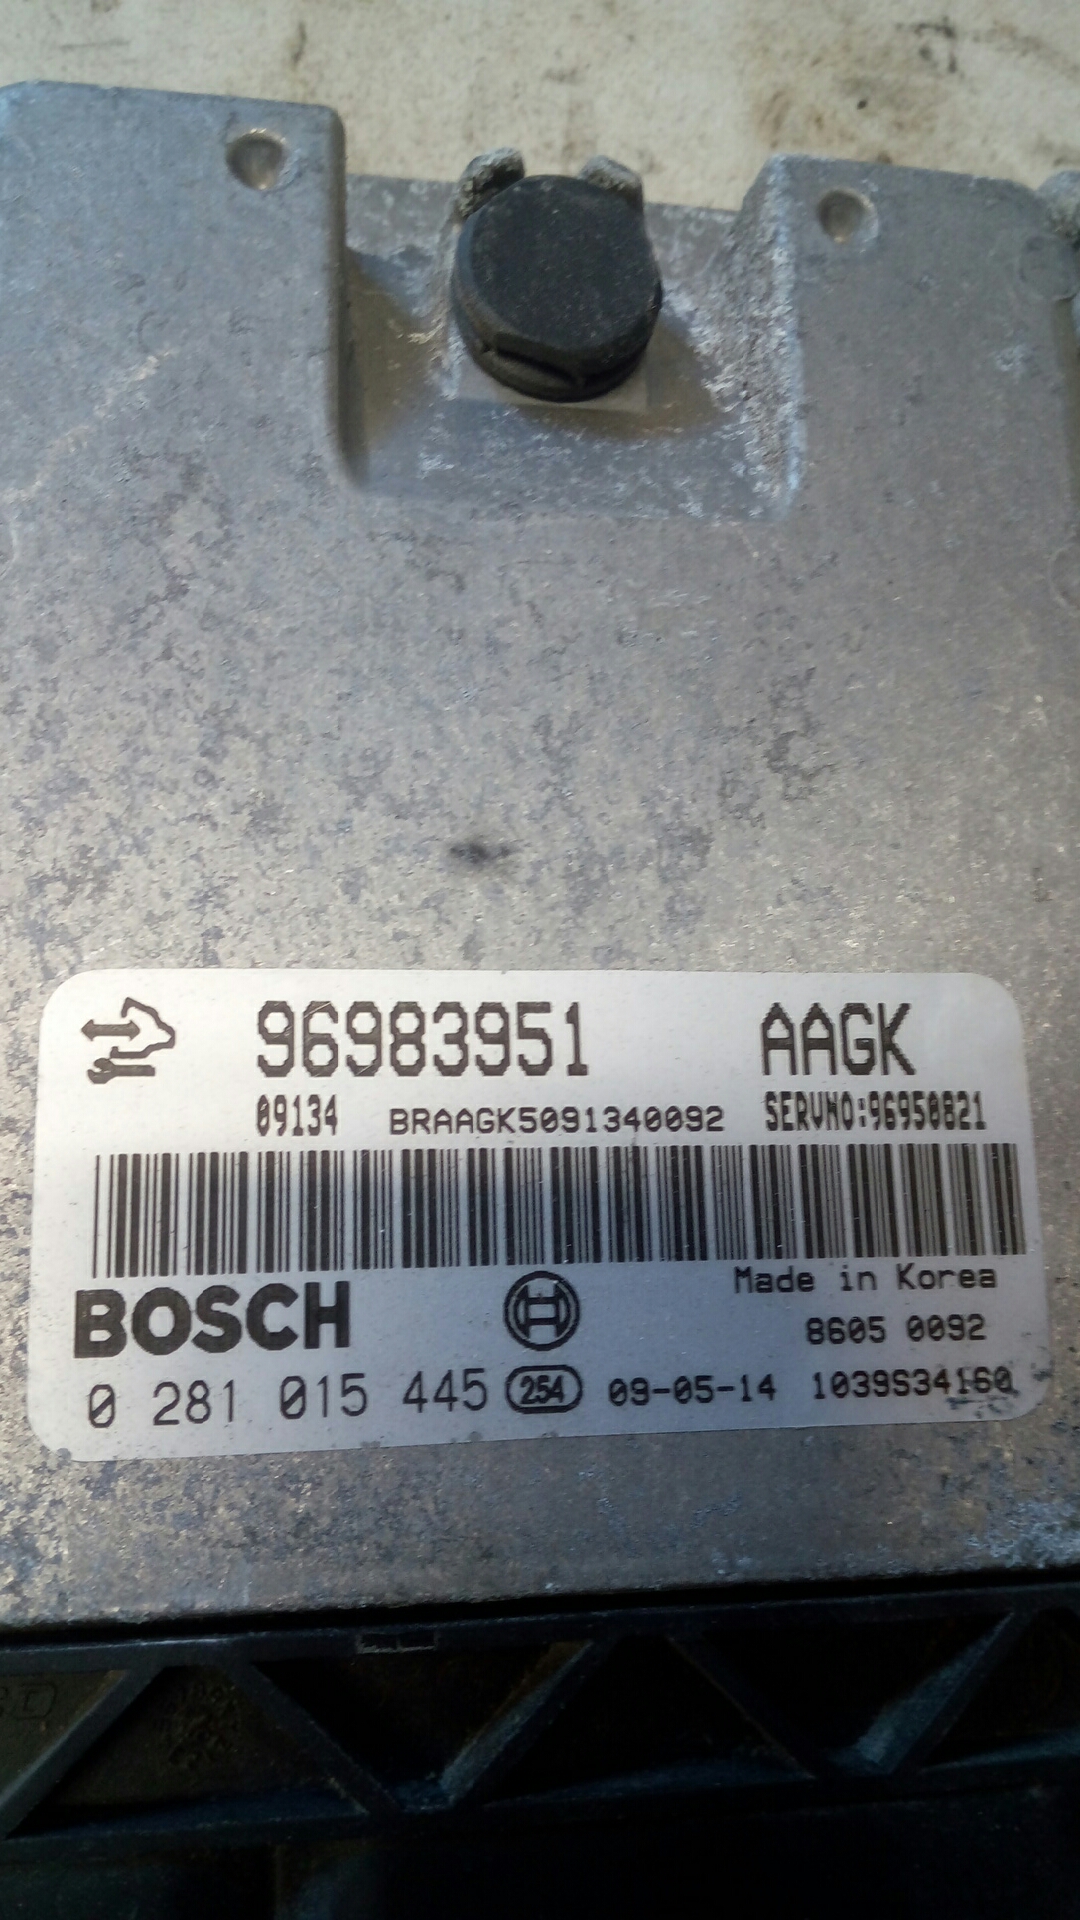 96983951 AAGK
09134 BRAAGK5091340092 SERVNO:96950821
Made in Korea
BOSCH
8605 0092
0 281 015 445 254 09-05-14 1039S34160